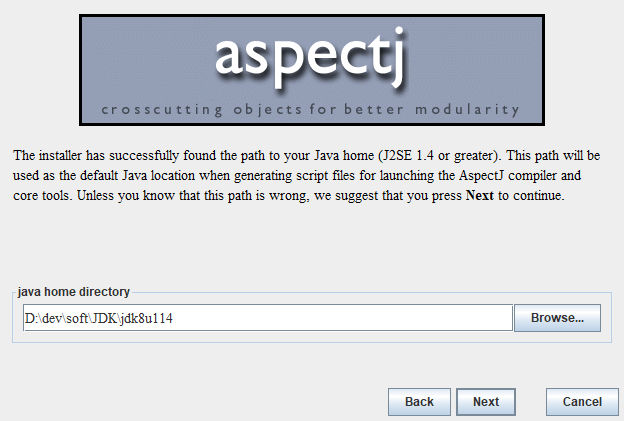 aspectj
crosscutting objects for better modularity
The installer has successfully found the path to your Java home (J2SE 1.4 or greater). This path will be
used as the default Java location when generating script files for launching the AspectJ compiler and
core tools. Unless you know that this path is wrong, we suggest that you press Next to continue.
java home directory
D:\dev\soft\JDK\jdk8u114
Browse...
Back
Next
Cancel